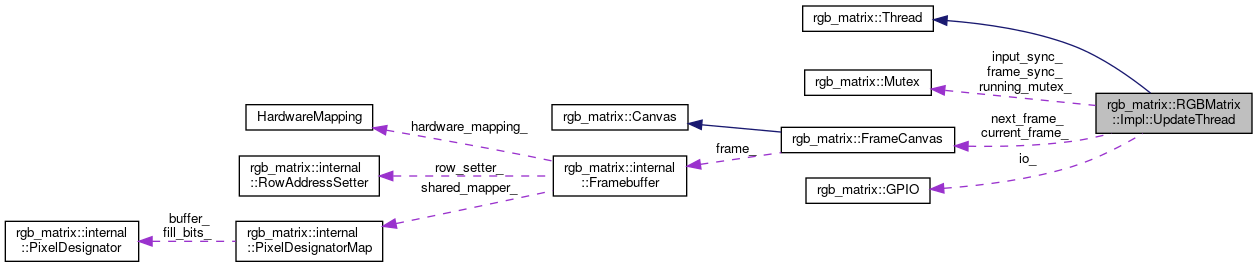 rgb_matrix::Thread
input_sync_
frame_sync_
running_mutex_
rgb_matrix::Mutex
rgb_matrix::RGBMatrix
::Impl::UpdateThread
HardwareMapping
rgb_matrix::Canvas
hardware_mapping_
next_frame_
current_frame_
rgb_matrix::FrameCanvas
frame_
io_
rgb_matrix::internal
::RowAddressSetter
row_setter_
rgb_matrix::internal
::Framebuffer
shared_mapper_
rgb_matrix::GPIO
rgb_matrix::internal
::PixelDesignator
buffer_
fill_bits_
rgb_matrix::internal
::PixelDesignatorMap